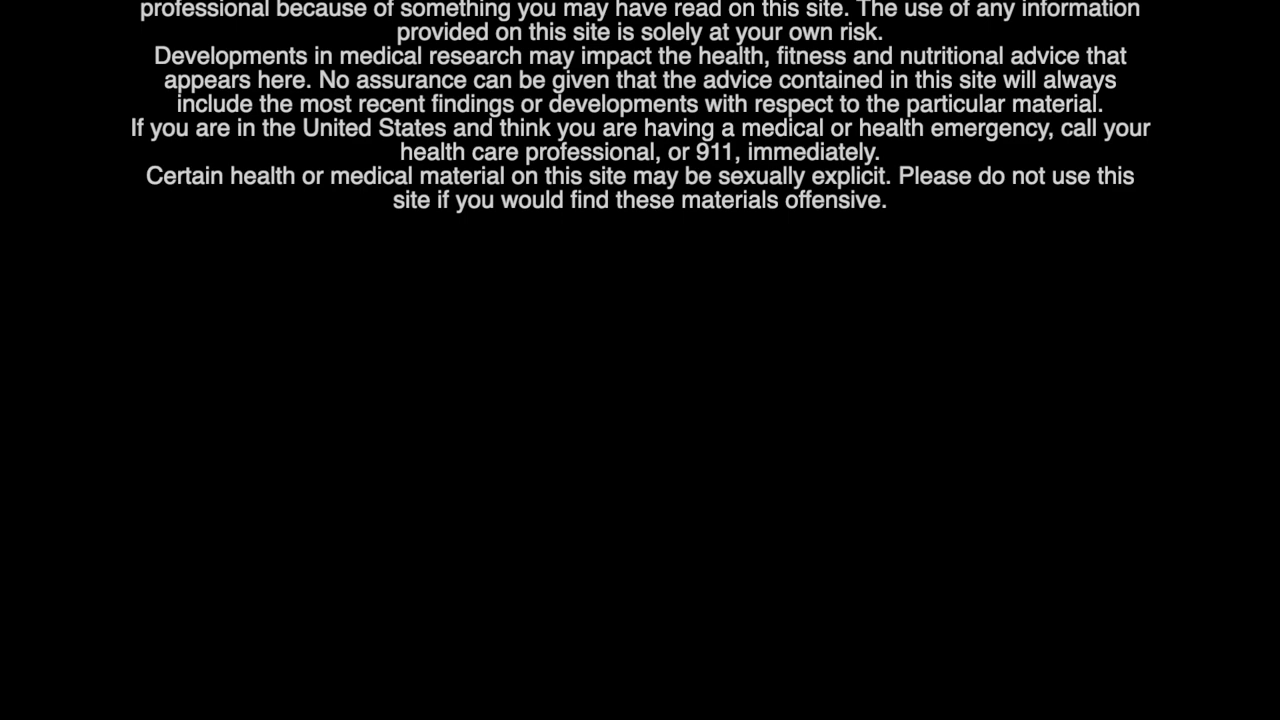 professional because of something you may have read on this site. The use of any information
provided on this site is solely at your own risk.
Developments in medical research may impact the health, fitness and nutritional advice that
appears here. No assurance can be given that the advice contained in this site will always
include the most recent findings or developments with respect to the particular material.
If you are in the United States and think you are having a medical or health emergency, call your
health care professional, or 911, immediately.
Certain health or medical material on this site may be sexually explicit. Please do not use this
site if you would find these materials offensive.